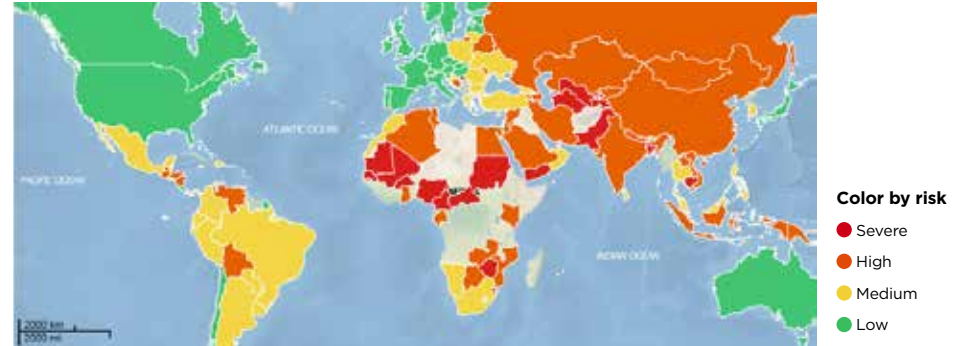 ATLANTIC OCEAN
PACIFIC OCEAN
INDIAN OCEAN
2000 km
2000 mi
Color by risk
Severe
High
Medium
Low